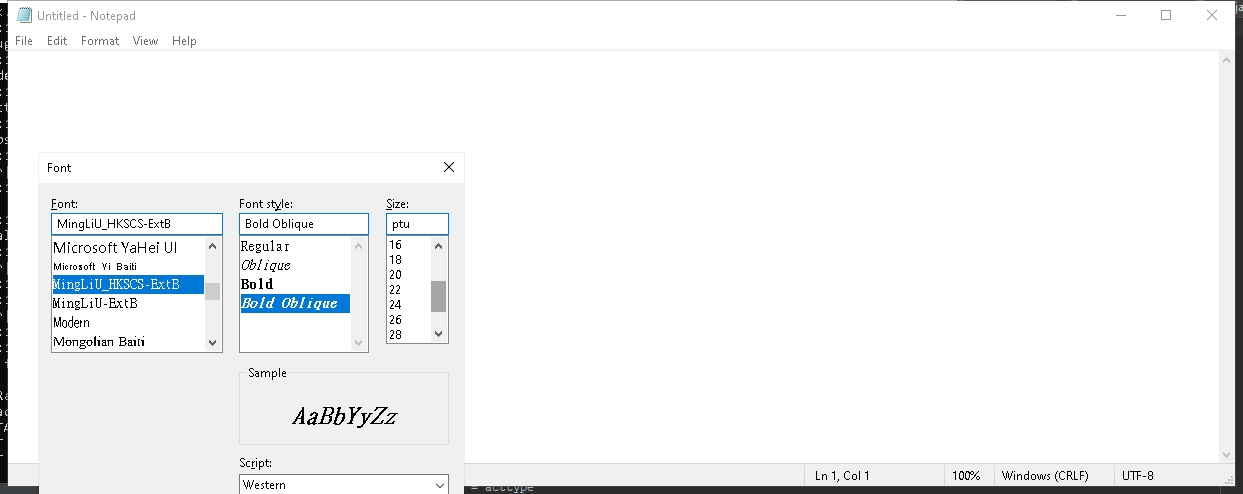 Untitled - Notepad
File Edit Format View Help
Font
Font: Font style: Size:
MingLiU_HKSCS-ExtB Bold Oblique ptu
Microsoft YaHei UI Regular 16
Microsoft Yi Baiti Oblique 18
MingLiU_HKSCS-ExtB Bold 20
MingLiU-ExtB Bold Oblique 22
Modern 24
Mongolian Baiti 26
28
Sample
AaBbYyZz
Script:
Western
Ln 1, Col 1 100% Windows (CRLF) UTF-8
= acctype